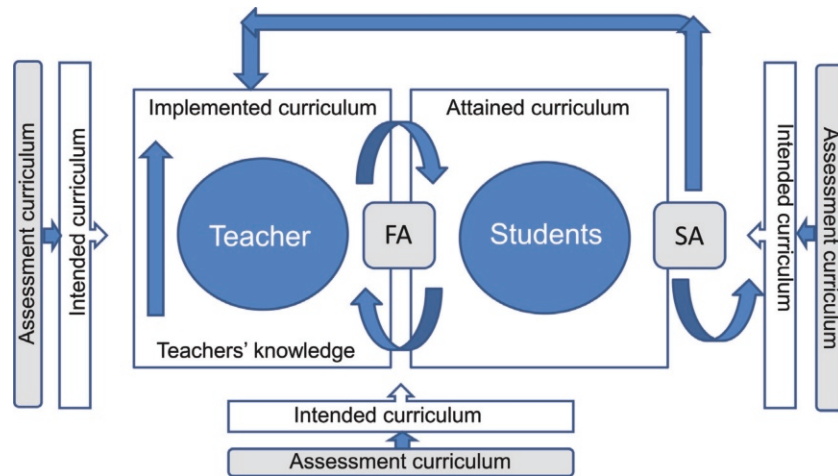 Assessment curriculum
Intended curriculum
Implemented curriculum
Attained curriculum
Teacher
FA
Students
SA
Teachers’ knowledge
Intended curriculum
Assessment curriculum
Intended curriculum
Assessment curriculum